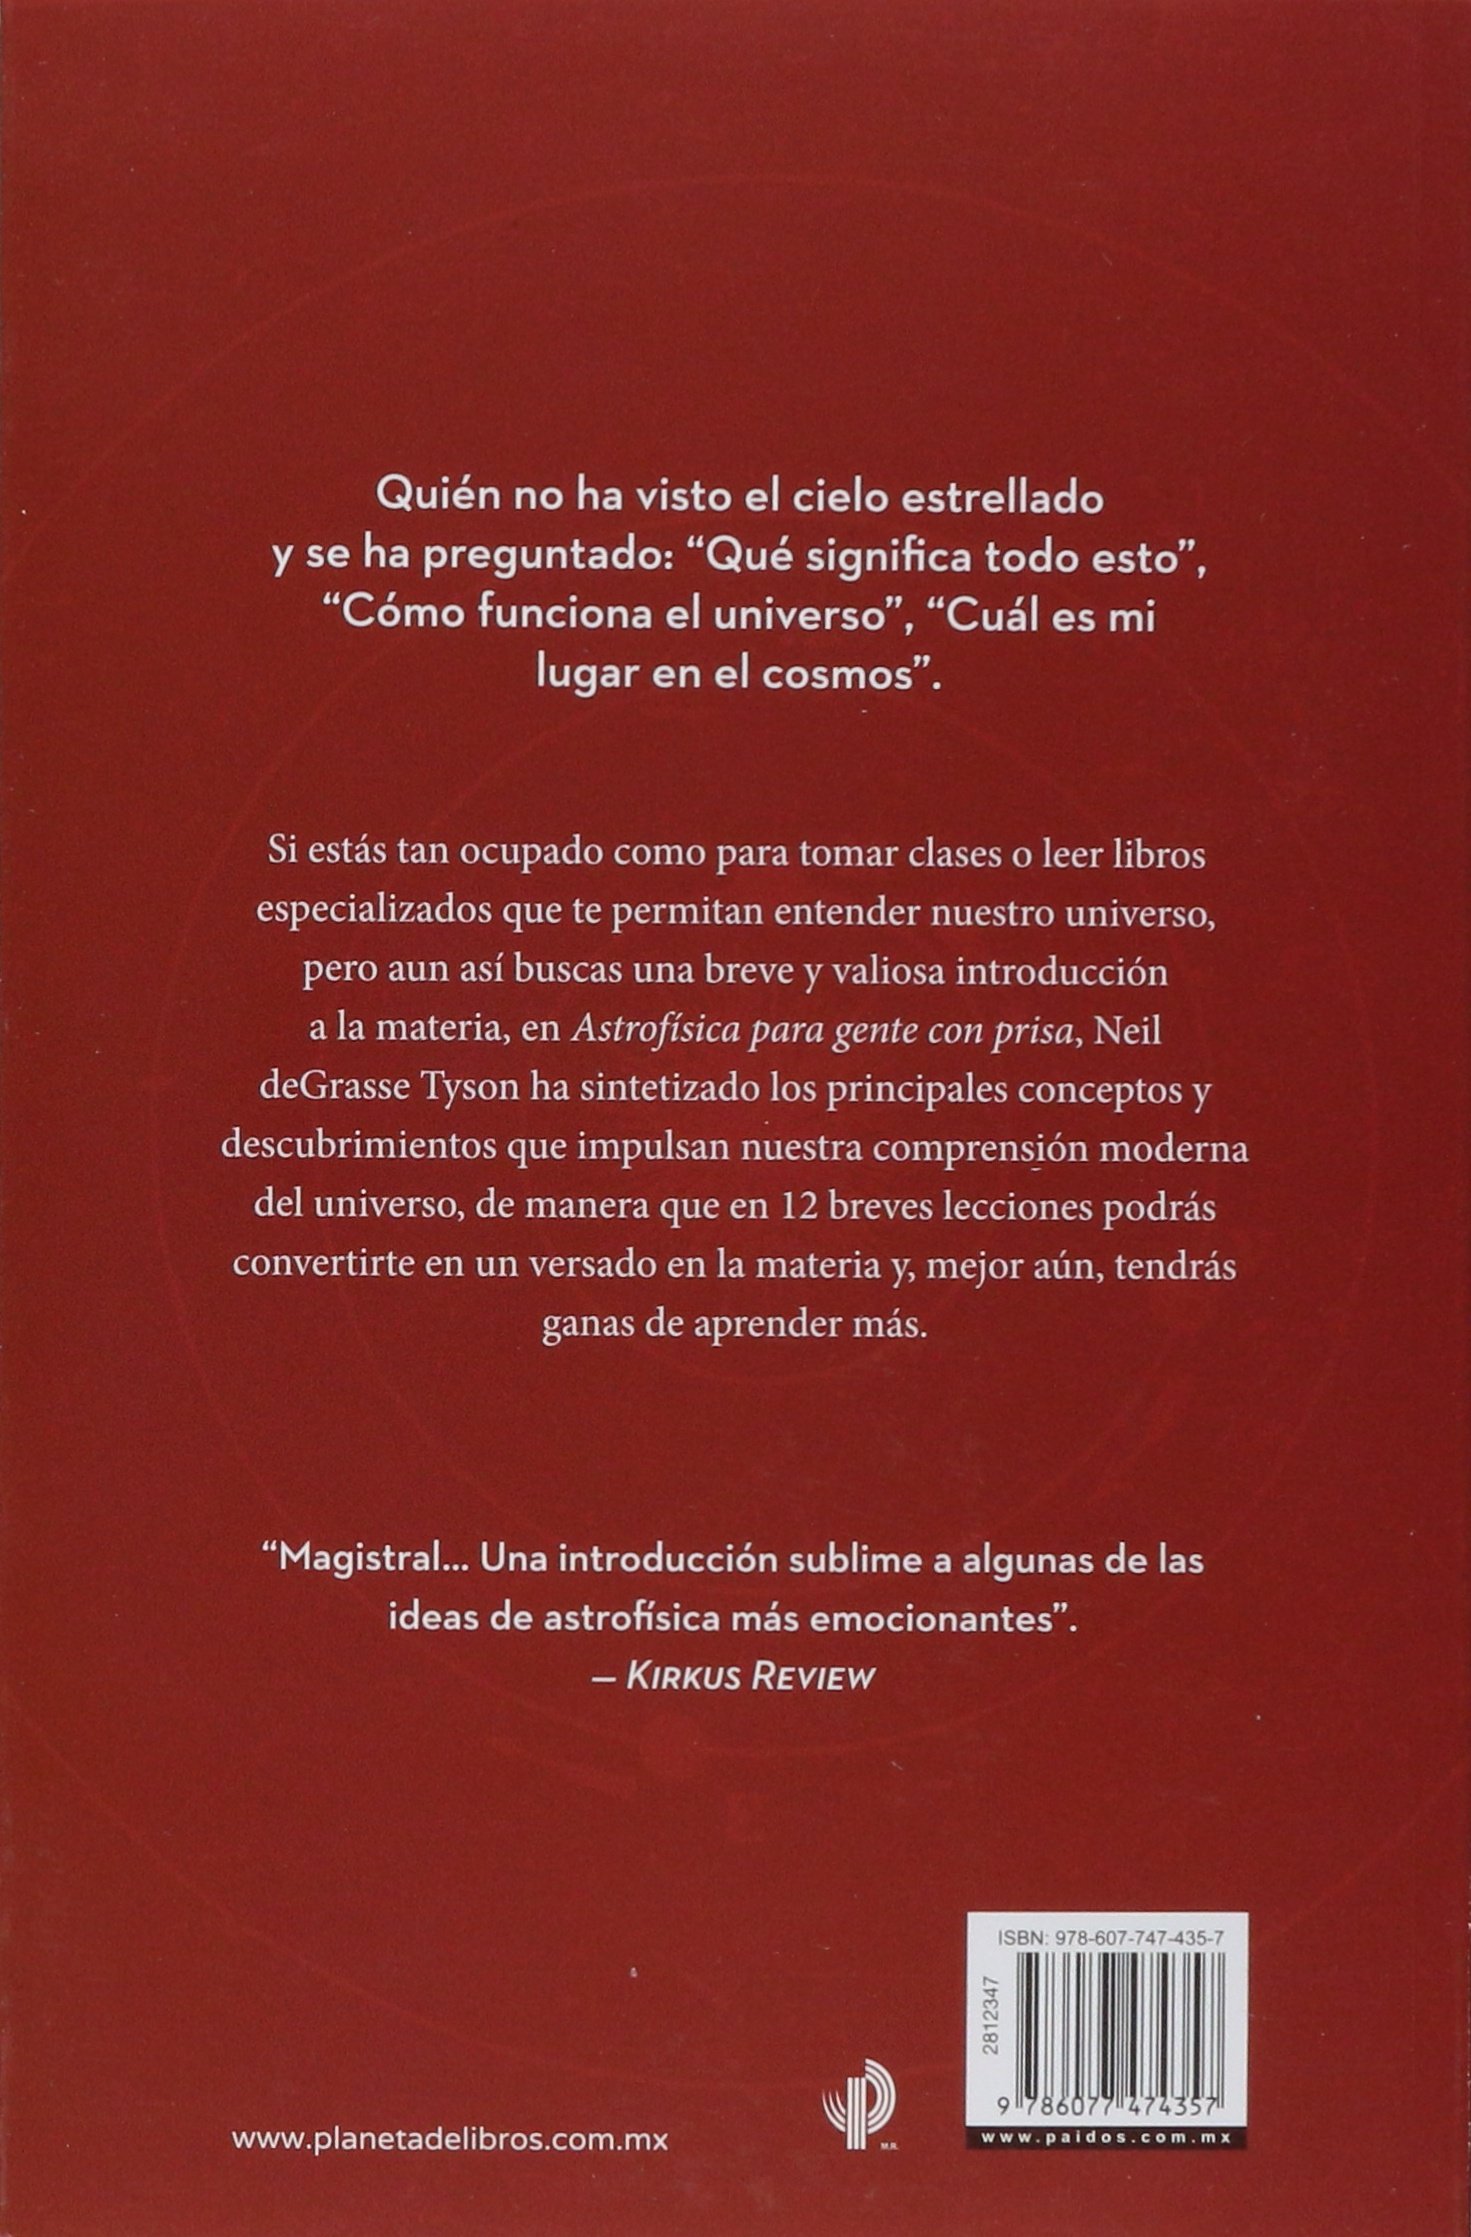 Quién no ha visto el cielo estrellado
y se ha preguntado: “Qué significa todo esto”,
“Cómo funciona el universo”, “Cuál es mi
lugar en el cosmos”.
Si estás tan ocupado como para tomar clases o leer libros
especializados que te permitan entender nuestro universo,
pero aun así buscas una breve y valiosa introducción
a la materia, en Astrofísica para gente con prisa, Neil
deGrasse Tyson ha sintetizado los principales conceptos y
descubrimientos que impulsan nuestra comprensión moderna
del universo, de manera que en 12 breves lecciones podrás
convertirte en un versado en la materia y, mejor aún, tendrás
ganas de aprender más.
“Magistral... Una introducción sublime a algunas de las
ideas de astrofísica más emocionantes”.
– KIRKUS REVIEW
ISBN: 978-607-747-435-7
2812347
9 786077 474357
www.paidos.com.mx
www.planetadelibros.com.mx
M.R.